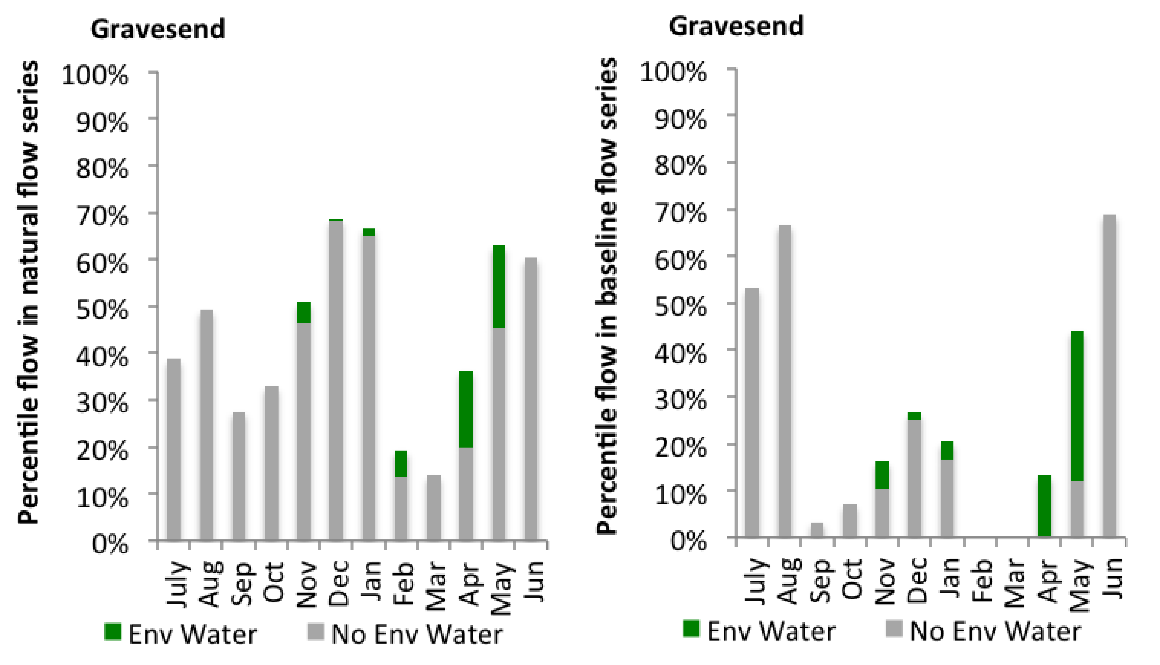 Gravesend
Percentile flow in natural flow series
100%
90%
80%
70%
60%
50%
40%
30%
20%
10%
0%
July
Aug
Sep
Oct
Nov
Dec
Jan
Feb
Mar
Apr
May
Jun
Env Water No Env Water
Gravesend
Percentile flow in baseline flow series
100%
90%
80%
70%
60%
50%
40%
30%
20%
10%
0%
July
Aug
Sep
Oct
Nov
Dec
Jan
Feb
Mar
Apr
May
Jun
Env Water No Env Water